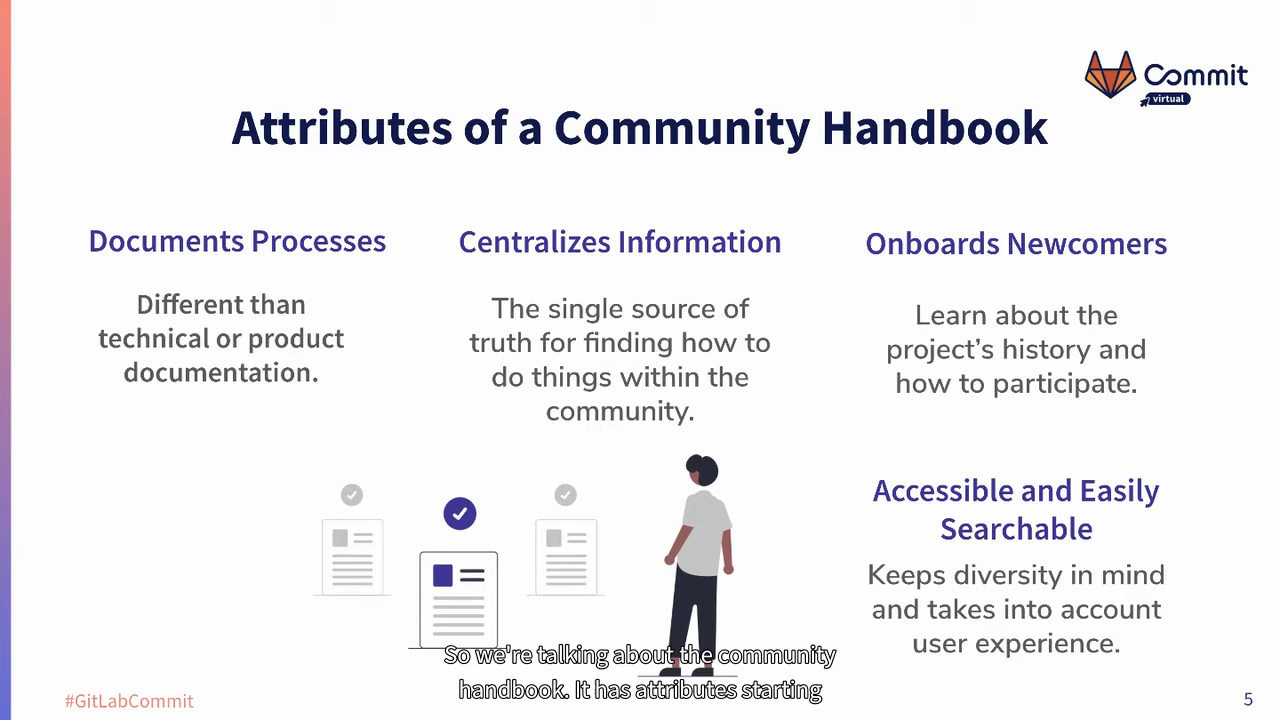 Commit
virtual
Attributes of a Community Handbook
Documents Processes
Different than
technical or product
documentation.
Centralizes Information
The single source of
truth for finding how to
do things within the
community.
Onboards Newcomers
Learn about the
project's history and
how to participate.
Accessible and Easily
Searchable
Keeps diversity in mind
and takes into account
user experience.
So we're talking about the community
handbook. It has attributes starting
#GitLabCommit
5